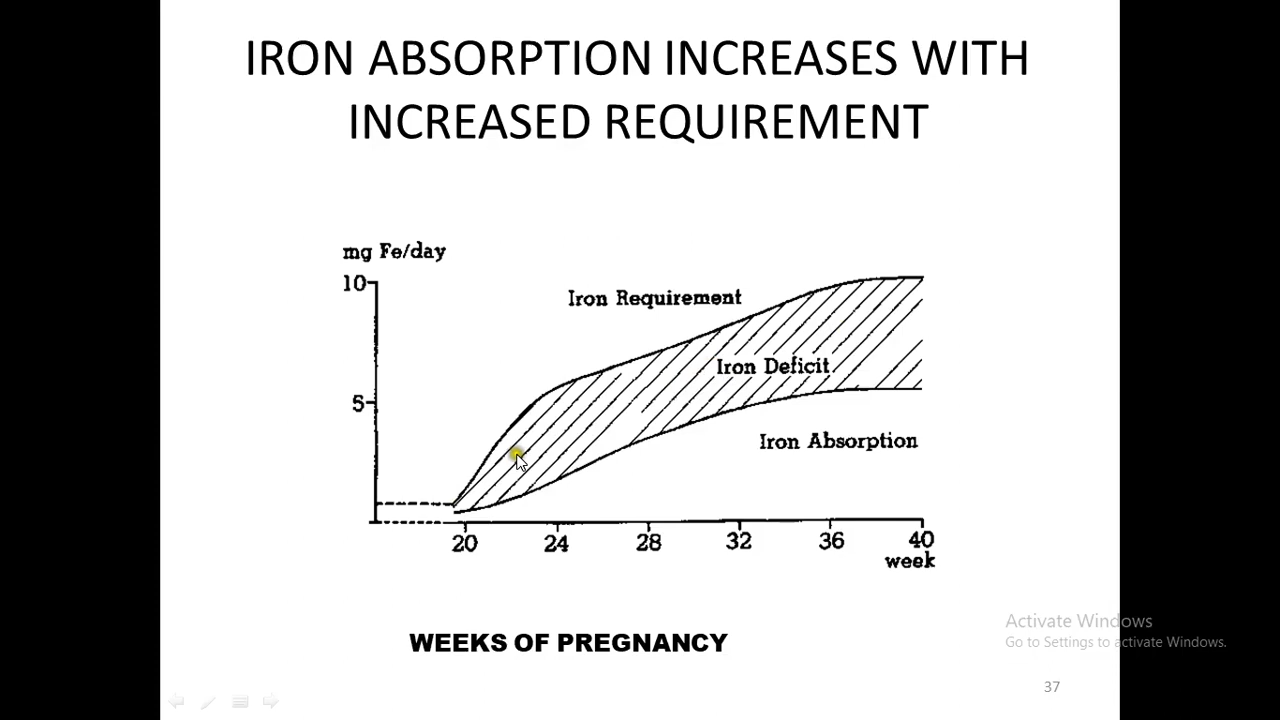 IRON ABSORPTION INCREASES WITH
INCREASED REQUIREMENT
mg Fe/day
10
Iron Requirement
Iron Deficit
5
Iron Absorption
20 24 28 32 36 40
week
WEEKS OF PREGNANCY
Activate Windows
Go to Settings to activate Windows.
37